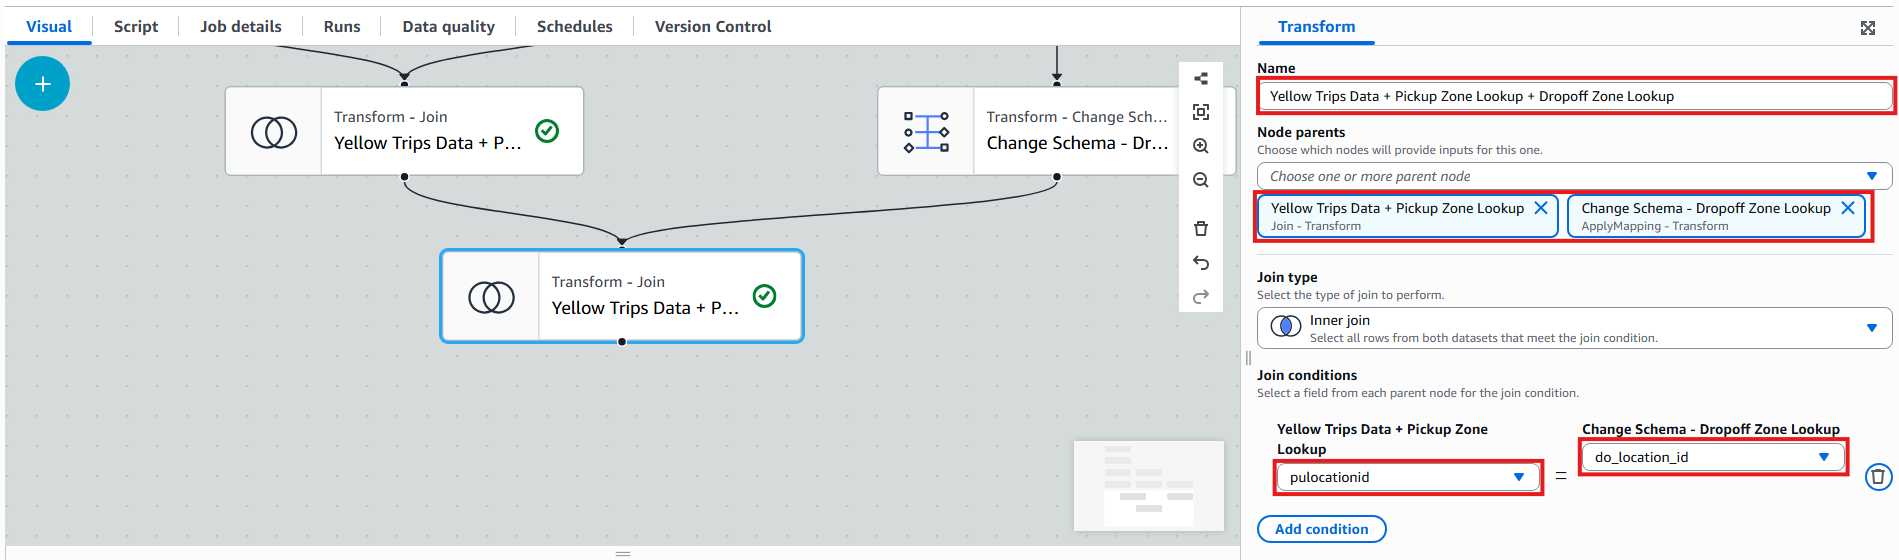 Visual
Script
Job details
Runs
Data quality
Schedules
Version Control
Transform - Join
Yellow Trips Data + P...
Transform - Change Sch...
Change Schema - Dr...
Transform - Join
Yellow Trips Data + P...
Transform
Name
Yellow Trips Data + Pickup Zone Lookup + Dropoff Zone Lookup
Node parents
Choose which nodes will provide inputs for this one.
Choose one or more parent node
Yellow Trips Data + Pickup Zone Lookup
Join - Transform
Change Schema - Dropoff Zone Lookup
ApplyMapping - Transform
Join type
Select the type of join to perform.
Inner join
Select all rows from both datasets that meet the join condition.
Join conditions
Select a field from each parent node for the join condition.
Yellow Trips Data + Pickup Zone
Lookup
pulocationid
=
Change Schema - Dropoff Zone Lookup
do_location_id
Add condition